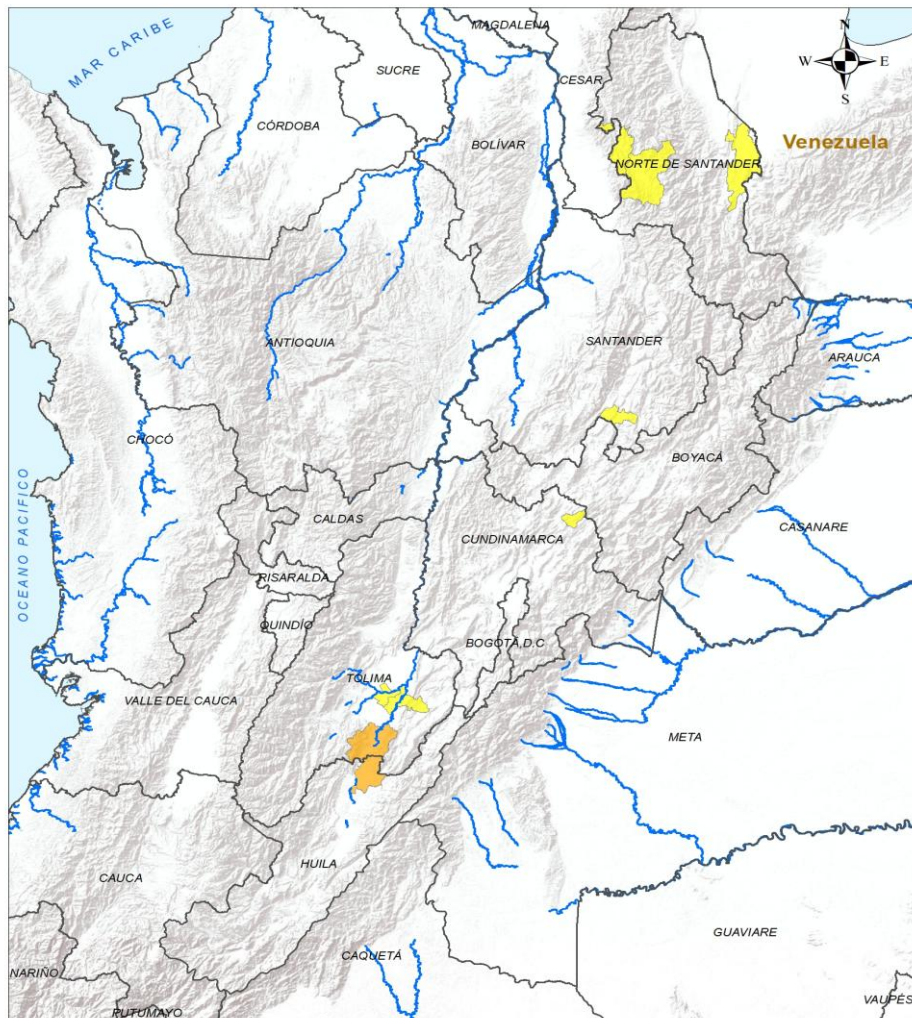 MAGDALENA
MAR CARIBE
N
W
E
S
SUCRE
CESAR
CÓRDOBA
BOLÍVAR
Venezuela
NORTE DE SANTANDER
ANTIOQUIA
SANTANDER
ARAUCA
CHOCÓ
BOYACÁ
OCEANO PACIFICO
CALDAS
CASANARE
CUNDINAMARCA
RISARALDA
QUINDÍO
BOGOTÁ,D.C
TOLIMA
VALLE DEL CAUCA
META
HUILA
CAUCA
GUAVIARE
CAQUETÁ
NARIÑO
VAUPÉS
PUTUMAYO